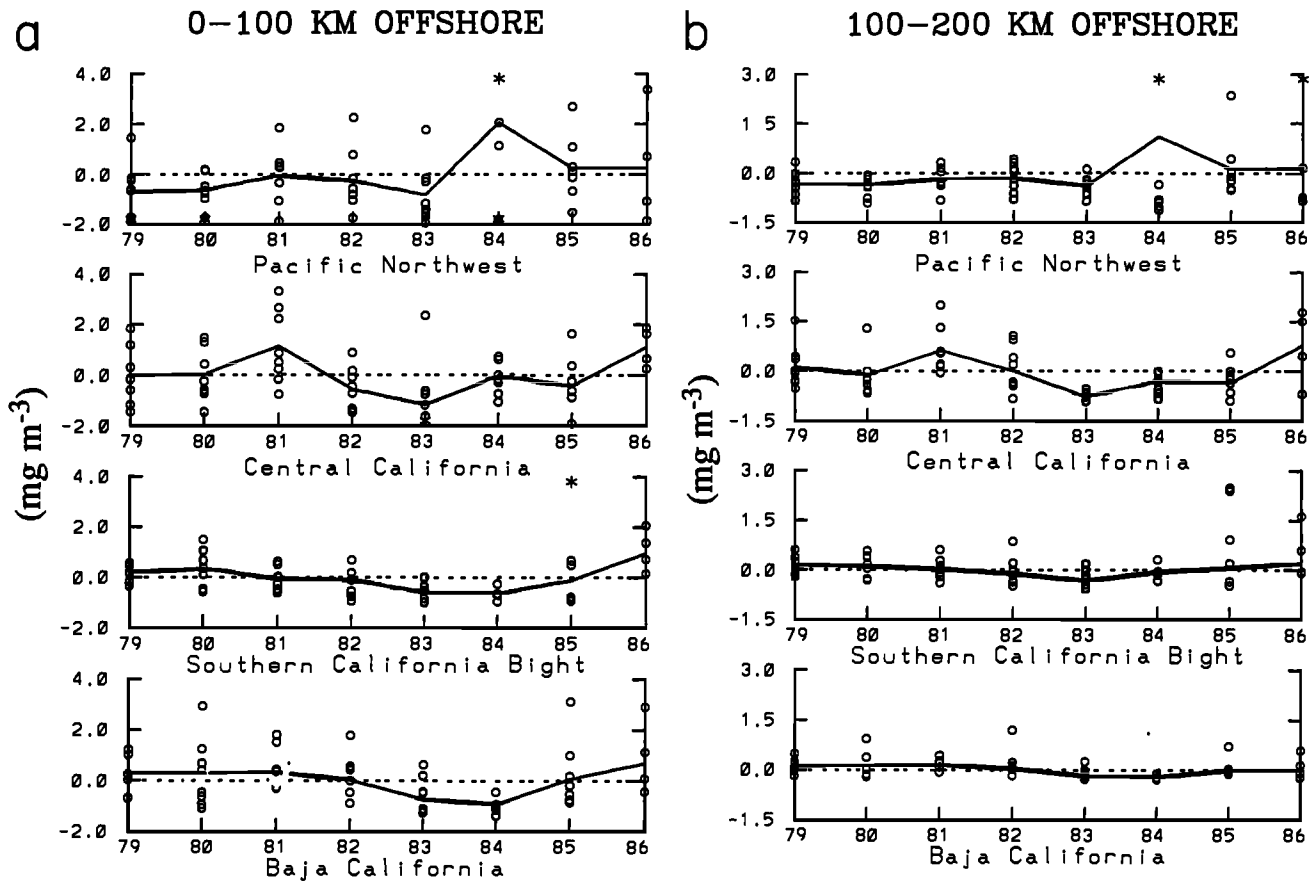 a 0-100 KM OFFSHORE
4.0
2.0
0.0
-2.0
79 80 81 82 83 84 85 86
Pacific Northwest
4.0
2.0
0.0
-2.0
79 80 81 82 83 84 85 86
Central California
4.0
2.0
0.0
-2.0
79 80 81 82 83 84 85 86
Southern California Bight
4.0
2.0
0.0
-2.0
79 80 81 82 83 84 85 86
Baja California
(mg m-3)
b 100-200 KM OFFSHORE
3.0
1 5
0.0
-1.5
79 80 81 82 83 84 85 86
Pacific Northwest
3.0
1.5
0.0
-1.5
79 80 81 82 83 84 85 86
Central California
3.0
1.5
0.0
-1.5
79 80 81 82 83 84 85 86
Southern California Bight
3.0
1.5
0.0
-1.5
79 80 81 82 83 84 85 86
Baja California
(mg m-3)